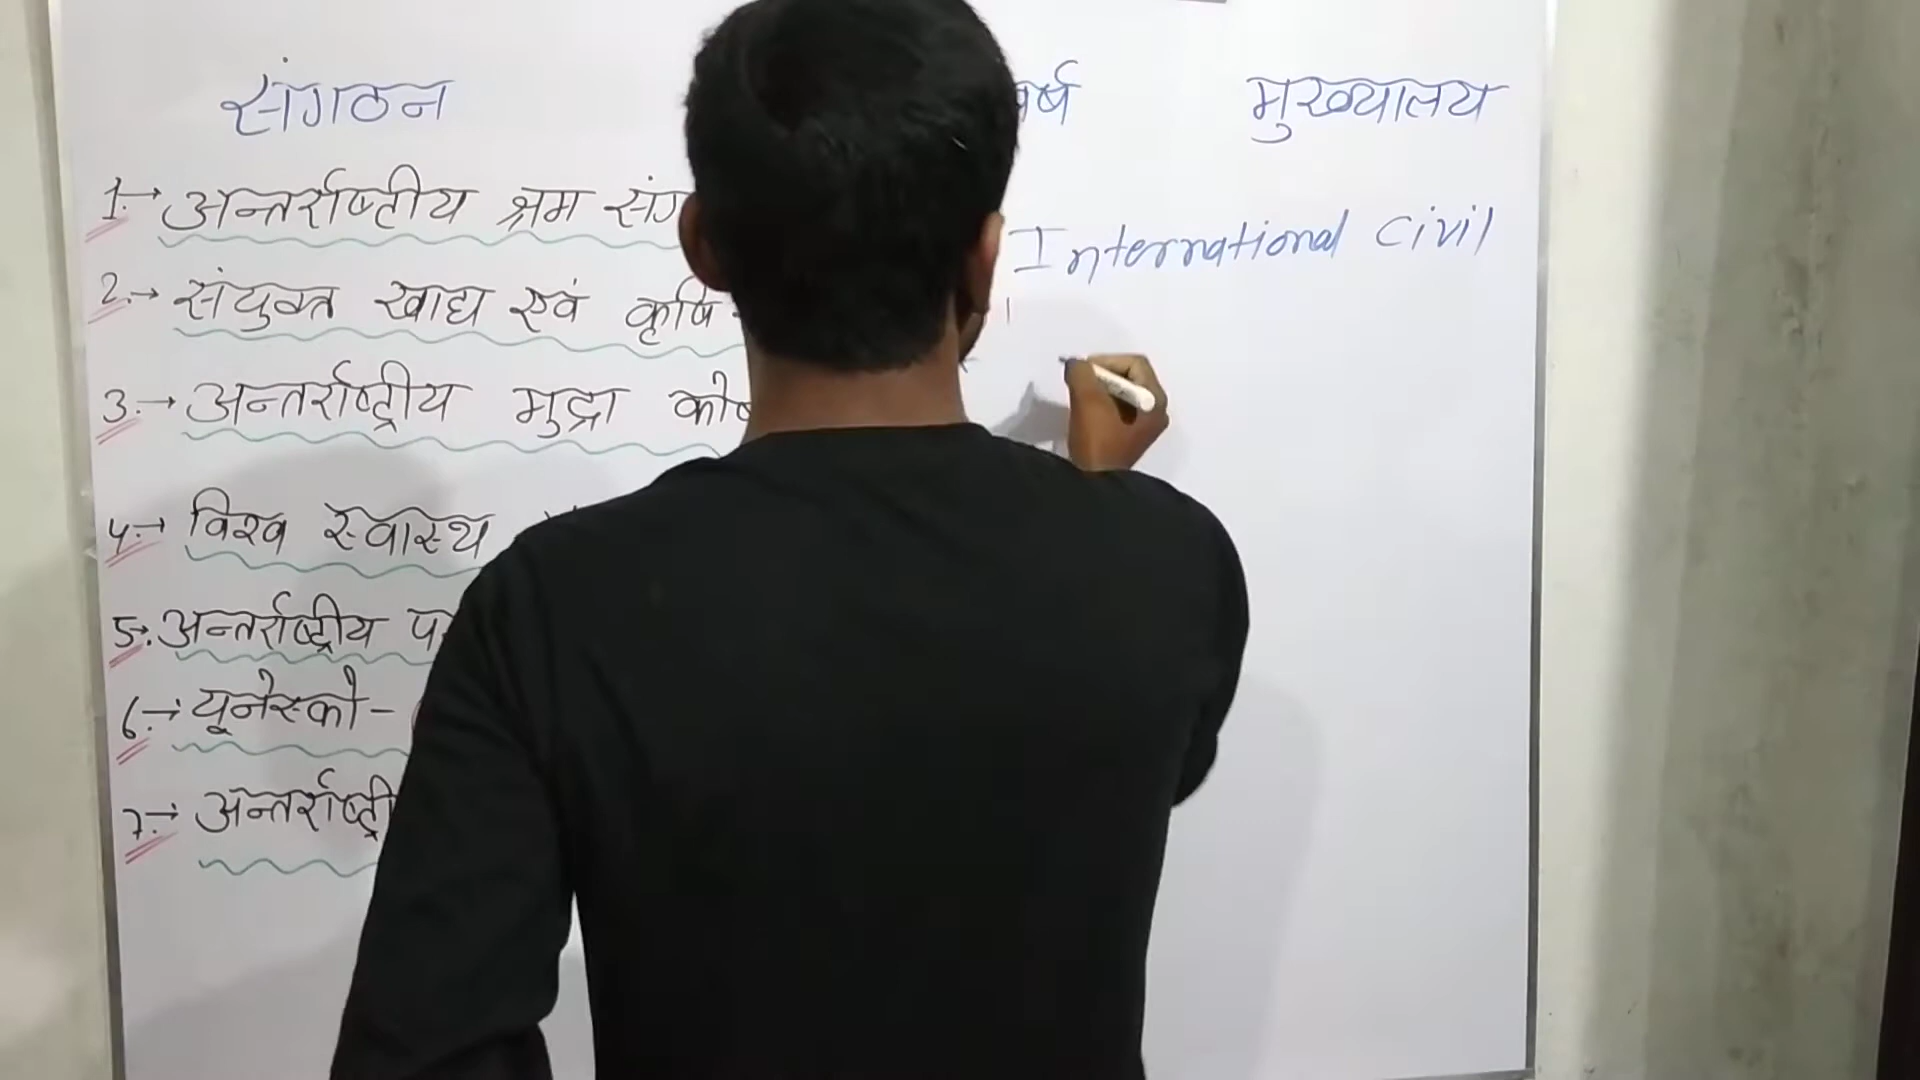 संगठन वर्ष मुख्यालय
1.→ अन्तर्राष्टीय श्रम
International Civil
2.→ संयुक्त खाद्य एवं कृषि
3.→ अन्तर्राष्ट्रीय मुद्रा कोष
4.→ विश्व स्वास्थ्य
5.→ अन्तर्राष्ट्रीय
6.→ यूनेस्को-
7.→ अन्तर्राष्ट्री